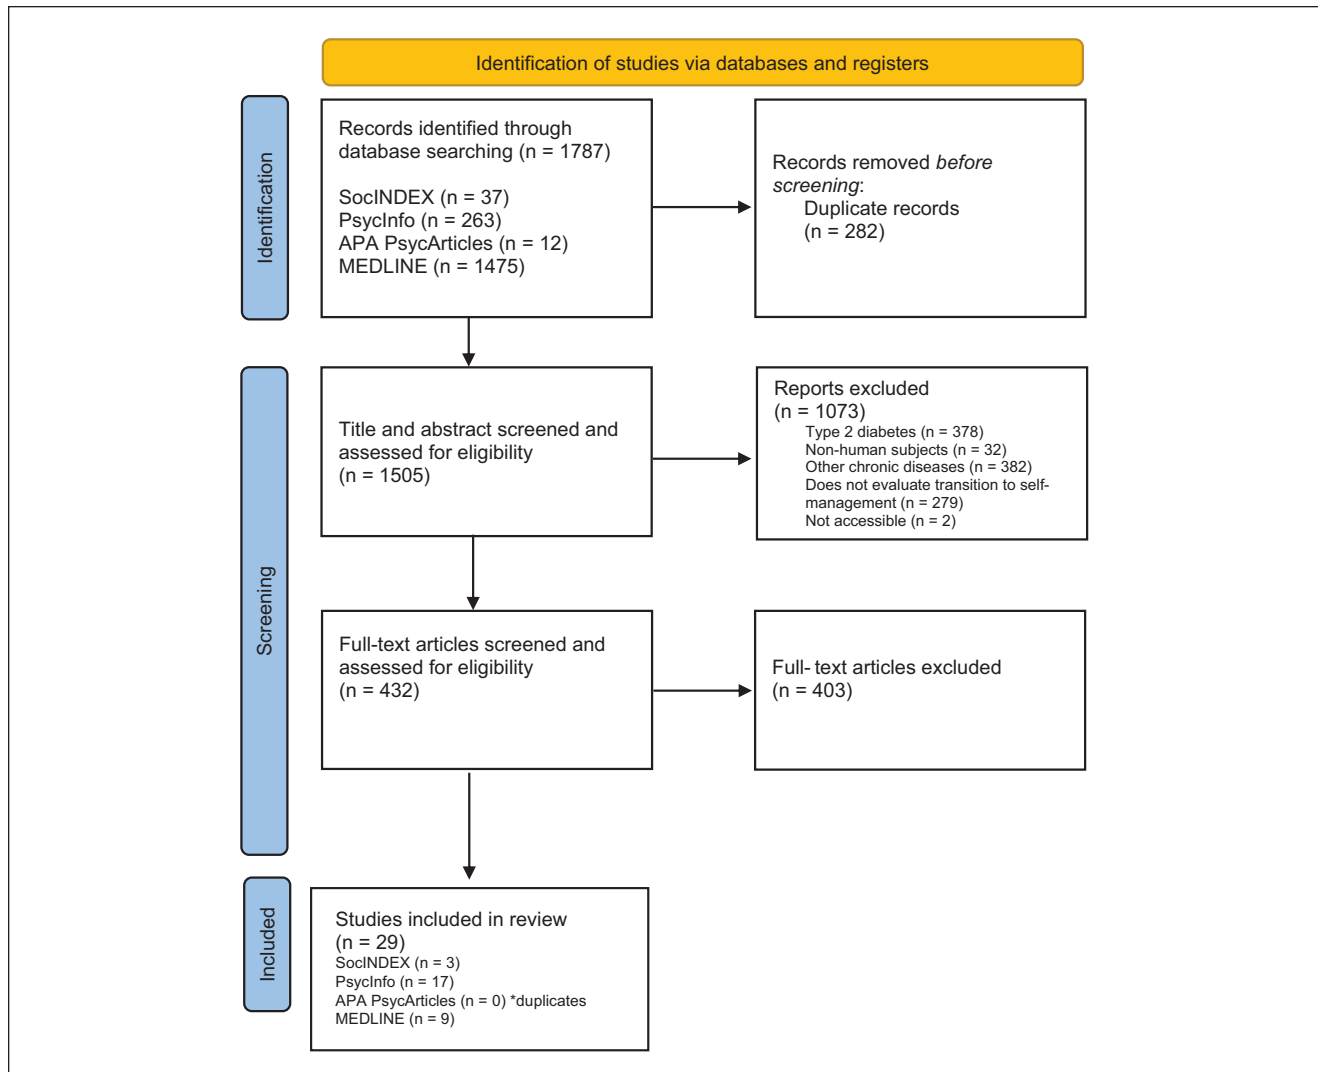 Identification of studies via databases and registers
Identification
Records identified through
database searching (n = 1787)
SocINDEX (n = 37)
PsycInfo (n = 263)
APA PsycArticles (n = 12)
MEDLINE (n = 1475)
Records removed before
screening:
Duplicate records
(n = 282)
Screening
Title and abstract screened and
assessed for eligibility
(n = 1505)
Reports excluded
(n = 1073)
Type 2 diabetes (n = 378)
Non-human subjects (n = 32)
Other chronic diseases (n = 382)
Does not evaluate transition to self-
management (n = 279)
Not accessible (n = 2)
Full-text articles screened and
assessed for eligibility
(n = 432)
Full- text articles excluded
(n = 403)
Included
Studies included in review
(n = 29)
SocINDEX (n = 3)
PsycInfo (n = 17)
APA PsycArticles (n = 0) *duplicates
MEDLINE (n = 9)